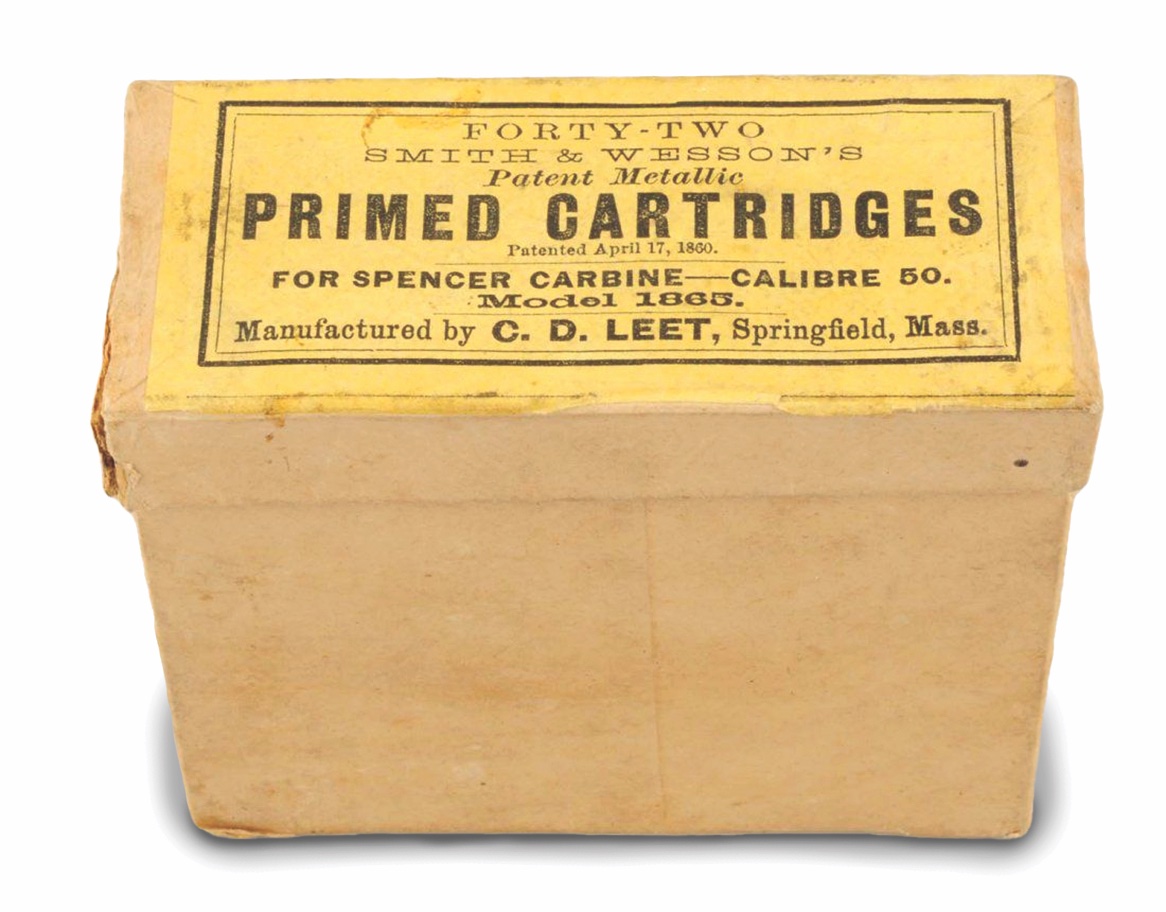 FORTY-TWO
SMITH & WESSON'S
Patent Metallic
PRIMED CARTRIDGES
Patented April 17, 1860.
FOR SPENCER CARBINE—CALIBRE 50.
Model 1865.
Manufactured by C. D. LEET, Springfield, Mass.